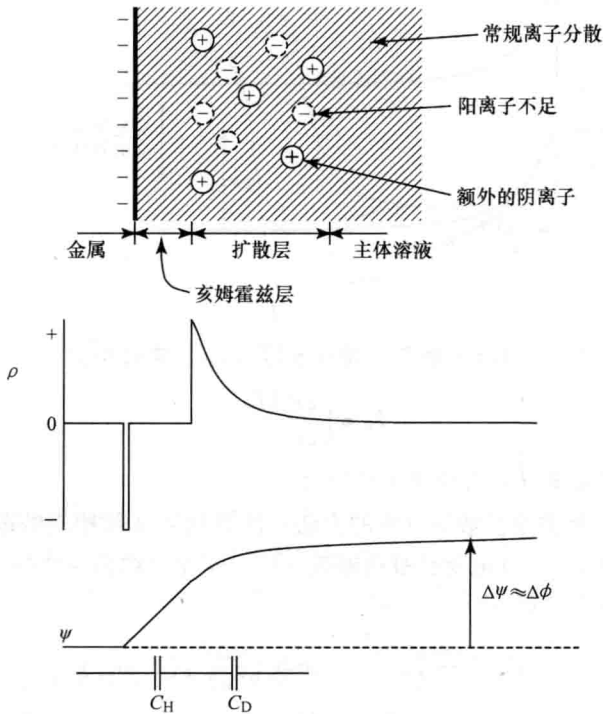 常规离子分散
阳离子不足
额外的阴离子
金属
扩散层
主体溶液
亥姆霍兹层
+
ρ
0
−
Δψ≈Δϕ
ψ
C_H
C_D